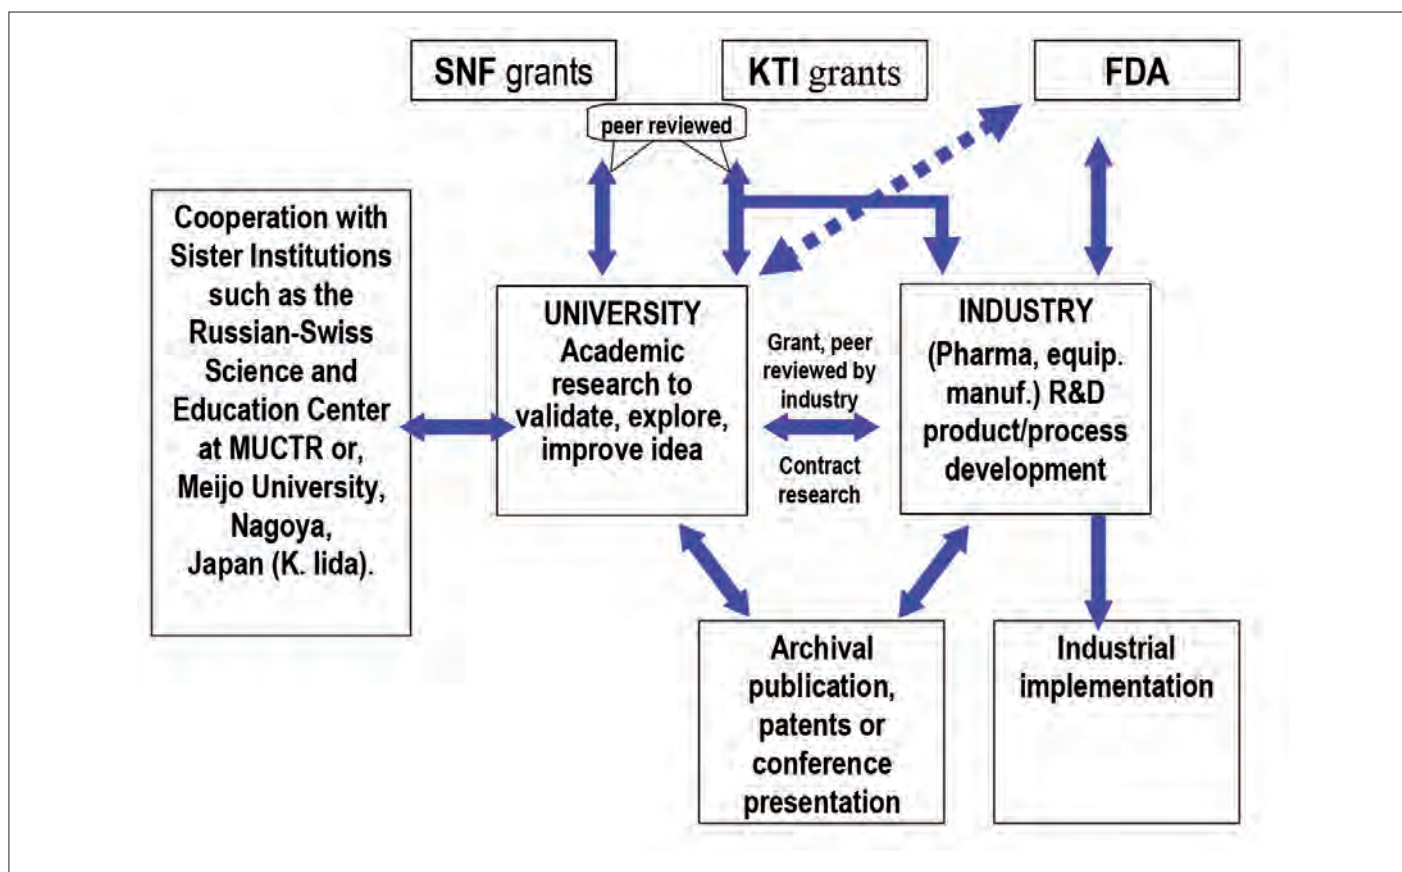 SNF grants
KTI grants
FDA
peer reviewed
Cooperation with
Sister Institutions
such as the
Russian-Swiss
Science and
Education Center
at MUCTR or,
Meijo University,
Nagoya,
Japan (K. Iida).
UNIVERSITY
Academic
research to
validate, explore,
improve idea
Grant, peer
reviewed by
industry
Contract
research
INDUSTRY
(Pharma, equip.
manuf.) R&D
product/process
development
Archival
publication,
patents or
conference
presentation
Industrial
implementation